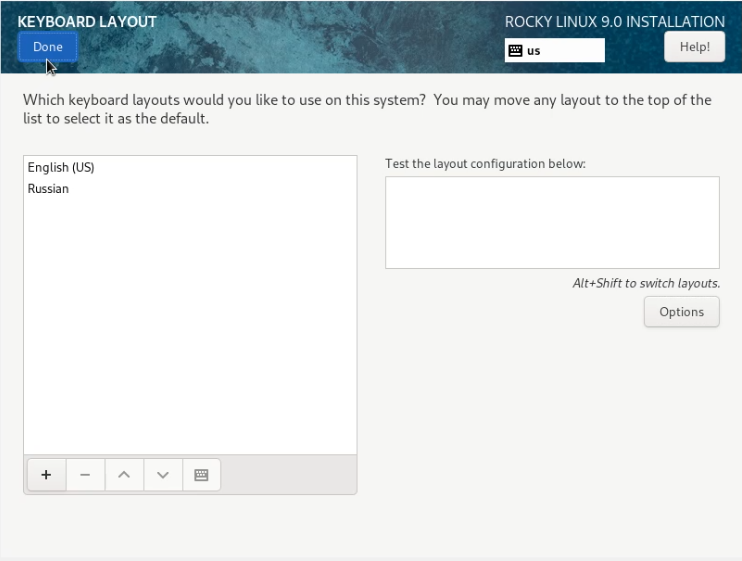 KEYBOARD LAYOUT
ROCKY LINUX 9.0 INSTALLATION
Done
us
Help!
Which keyboard layouts would you like to use on this system?  You may move any layout to the top of the
list to select it as the default.
English (US)
Russian
Test the layout configuration below:
Alt+Shift to switch layouts.
Options